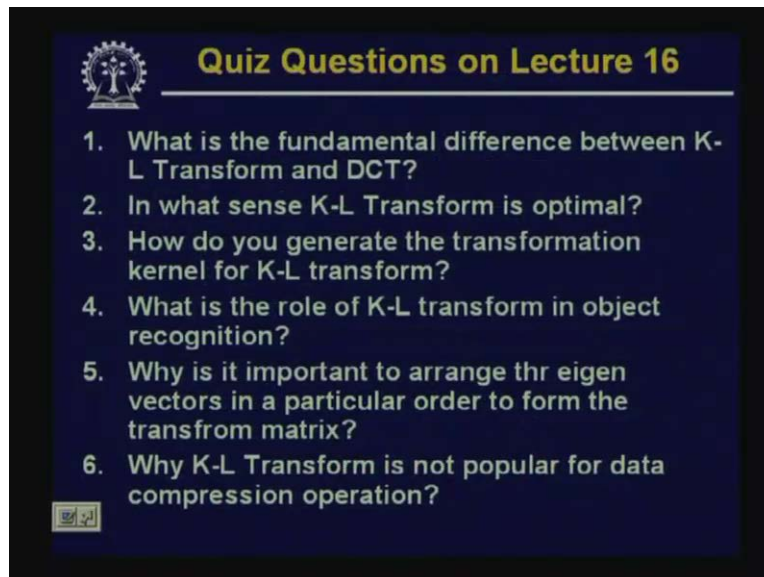 Quiz Questions on Lecture 16
1. What is the fundamental difference between K-
L Transform and DCT?
2. In what sense K-L Transform is optimal?
3. How do you generate the transformation
kernel for K-L transform?
4. What is the role of K-L transform in object
recognition?
5. Why is it important to arrange thr eigen
vectors in a particular order to form the
transfrom matrix?
6. Why K-L Transform is not popular for data
compression operation?